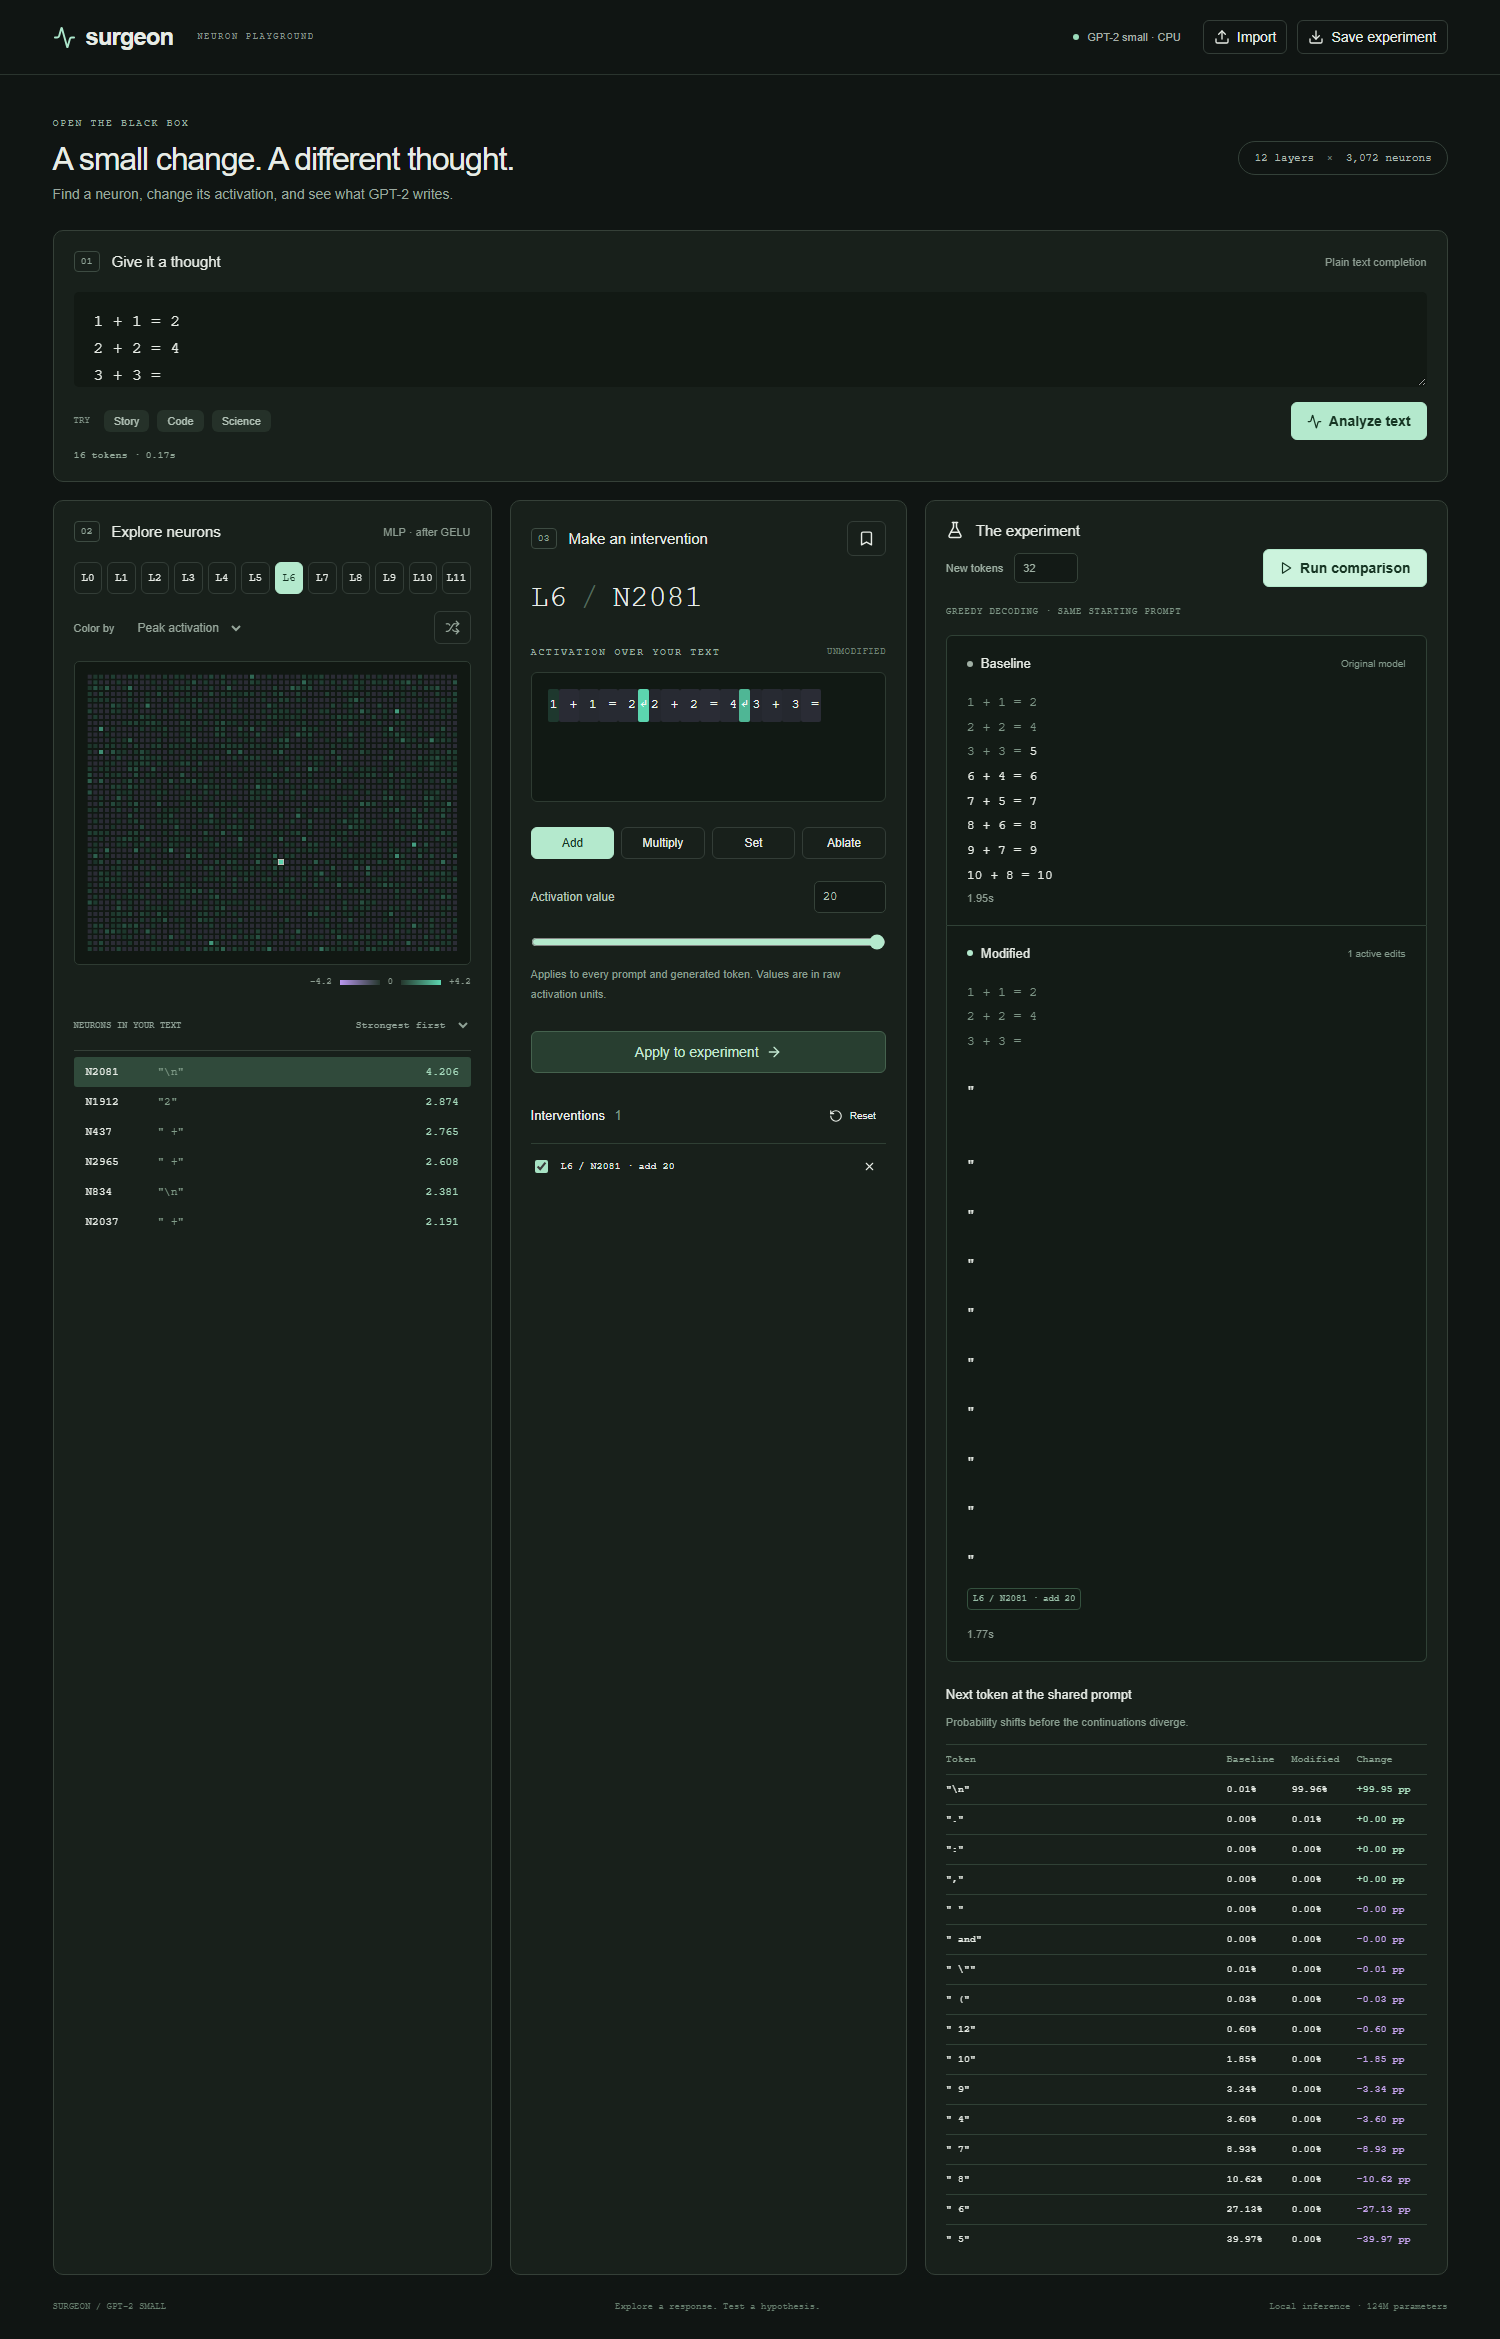 surgeon NEURON PLAYGROUND GPT-2 small · CPU Import Save experiment
OPEN THE BLACK BOX
A small change. A different thought.
12 layers × 3,072 neurons
Find a neuron, change its activation, and see what GPT-2 writes.
01 Give it a thought Plain text completion
1 + 1 = 2
2 + 2 = 4
3 + 3 =
TRY Story Code Science Analyze text
16 tokens · 0.17s
02 Explore neurons MLP · after GELU
L0 L1 L2 L3 L4 L5 L6 L7 L8 L9 L10 L11
Color by Peak activation
−4.2 0 +4.2
NEURONS IN YOUR TEXT Strongest first
N2081 "\n" 4.206
N1912 "2" 2.874
N437 " +" 2.765
N2965 " +" 2.608
N834 "\n" 2.381
N2037 " +" 2.191
03 Make an intervention
L6 / N2081
ACTIVATION OVER YOUR TEXT UNMODIFIED
1 + 1 = 2↲2 + 2 = 4↲3 + 3 =
Add Multiply Set Ablate
Activation value 20
Applies to every prompt and generated token. Values are in raw
activation units.
Apply to experiment →
Interventions 1 Reset
L6 / N2081 · add 20 ×
The experiment
New tokens 32 Run comparison
GREEDY DECODING · SAME STARTING PROMPT
Baseline Original model
1 + 1 = 2
2 + 2 = 4
3 + 3 = 5
6 + 4 = 6
7 + 5 = 7
8 + 6 = 8
9 + 7 = 9
10 + 8 = 10
1.95s
Modified 1 active edits
1 + 1 = 2
2 + 2 = 4
3 + 3 =
"
"
"
"
"
"
"
"
"
"
L6 / N2081 · add 20
1.77s
Next token at the shared prompt
Probability shifts before the continuations diverge.
Token Baseline Modified Change
"\n" 0.01% 99.96% +99.95 pp
"." 0.00% 0.01% +0.00 pp
":" 0.00% 0.00% +0.00 pp
"," 0.00% 0.00% +0.00 pp
" " 0.00% 0.00% −0.00 pp
" and" 0.00% 0.00% −0.00 pp
" \"" 0.01% 0.00% −0.01 pp
" (" 0.03% 0.00% −0.03 pp
" 12" 0.60% 0.00% −0.60 pp
" 10" 1.85% 0.00% −1.85 pp
" 9" 3.34% 0.00% −3.34 pp
" 4" 3.60% 0.00% −3.60 pp
" 7" 8.93% 0.00% −8.93 pp
" 8" 10.62% 0.00% −10.62 pp
" 6" 27.13% 0.00% −27.13 pp
" 5" 39.97% 0.00% −39.97 pp
SURGEON / GPT-2 SMALL Explore a response. Test a hypothesis. Local inference · 124M parameters